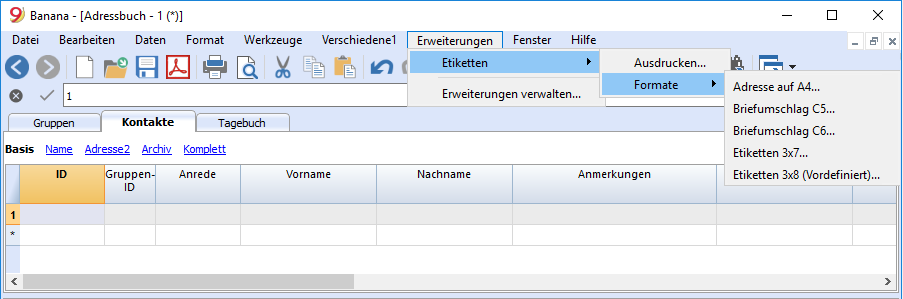 9 Banana - [Adressbuch - 1 (*)]
Datei Bearbeiten Daten Format Werkzeuge Verschiedene1 Erweiterungen Fenster Hilfe
Etiketten
Ausdrucken...
Formate
Erweiterungen verwalten...
Adresse auf A4...
Briefumschlag C5...
Briefumschlag C6...
Etiketten 3x7...
Etiketten 3x8 (Vordefiniert)...
1
Gruppen Kontakte Tagebuch
Basis Name Adresse2 Archiv Komplett
ID Gruppen-ID Anrede Vorname Nachname Anmerkungen
1
*